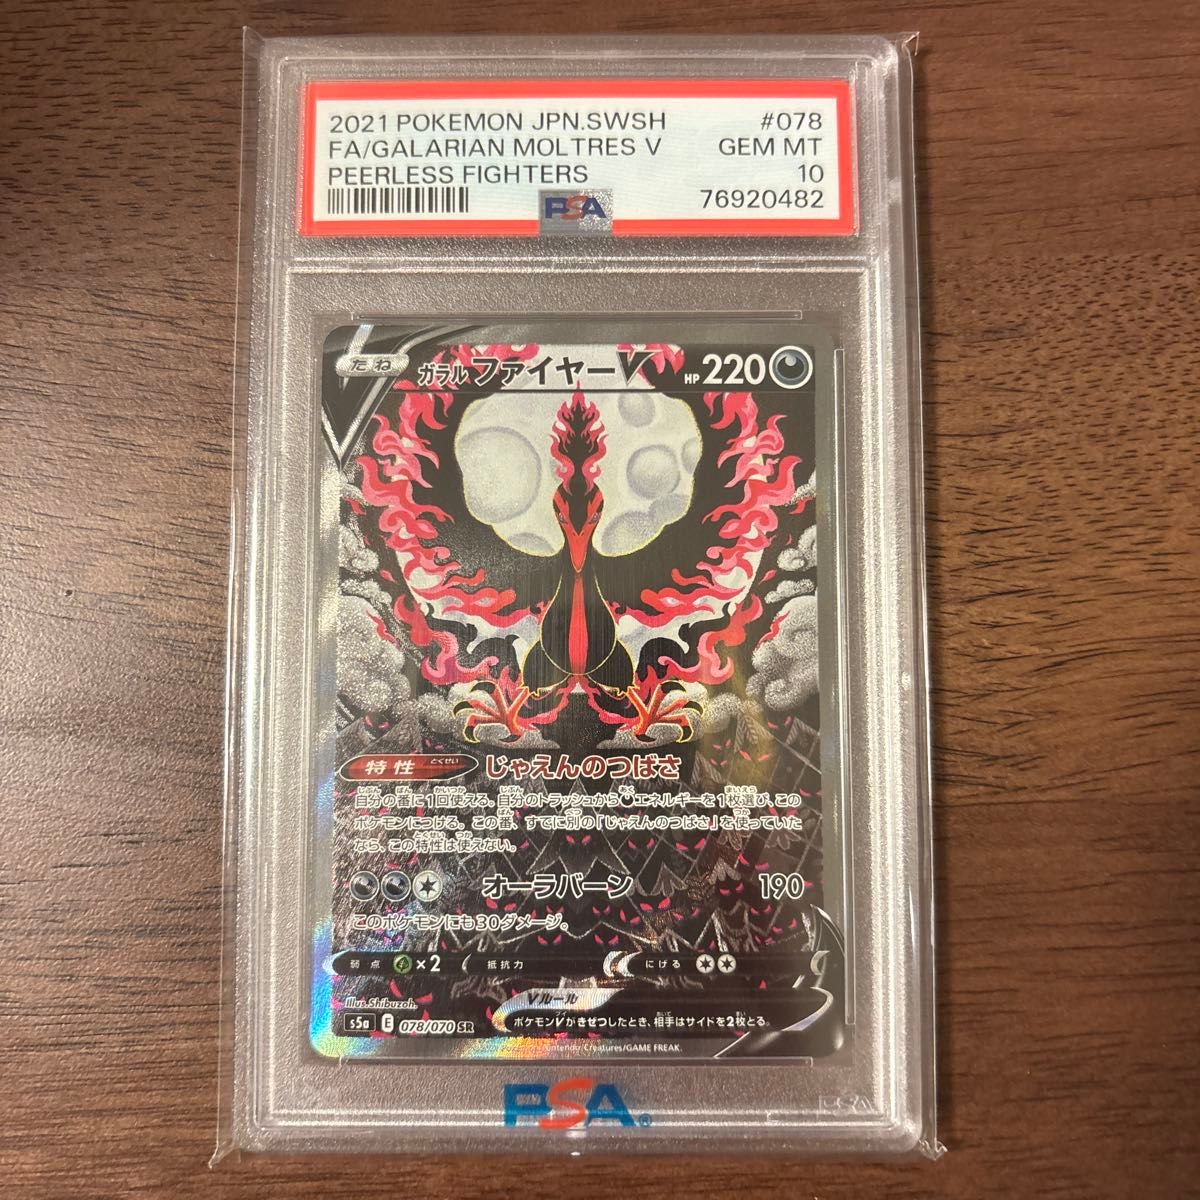 2021 POKEMON JPN.SWSH #078
FA/GALARIAN MOLTRES V GEM MT
PEERLESS FIGHTERS 10
PSA 76920482
たね ガラル ファイヤーV HP 220
特性 とくせい じゃえんのつばさ
自分の番に1回使える。自分のトラッシュからエネルギーを1枚選び、この
ポケモンにつける。この番、すでに別の「じゃえんのつばさ」を使っていた
なら、この特性は使えない。
オーラバーン 190
このポケモンにも30ダメージ。
弱点 ×2 抵抗力 にげる
Illus. Shibuzoh. Vルール
s5a E 078/070 SR ポケモンVがきぜつしたとき、相手はサイドを2枚とる。
Nintendo/Creatures/GAME FREAK.
PSA